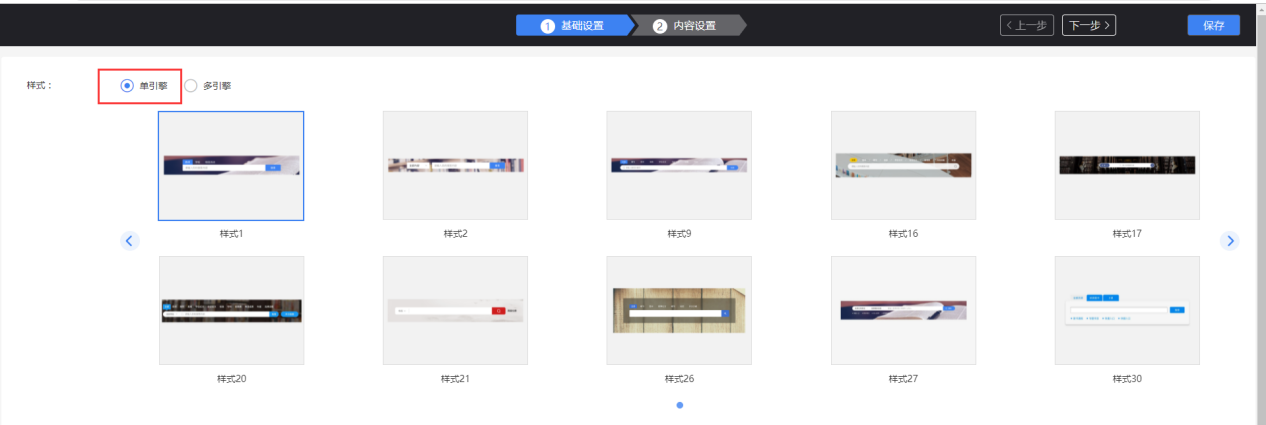 1 基础设置 2 内容设置 <上一步 下一步> 保存
样式： 单引擎 多引擎
样式1 样式2 样式9 样式16 样式17
样式20 样式21 样式26 样式27 样式30